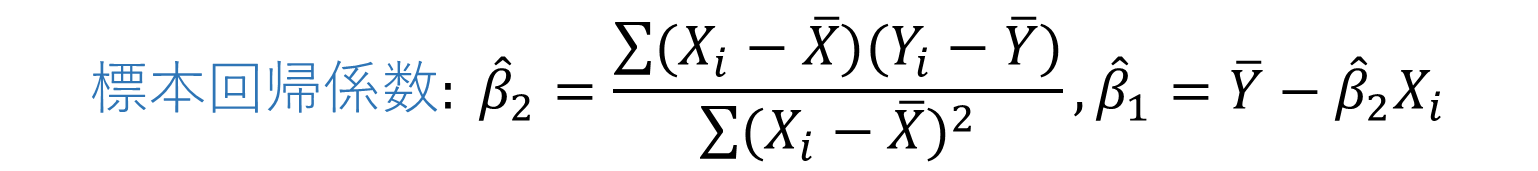 標本回帰係数: β̂₂ = ∑(Xᵢ − X̄)(Yᵢ − Ȳ) / ∑(Xᵢ − X̄)², β̂₁ = Ȳ − β̂₂Xᵢ